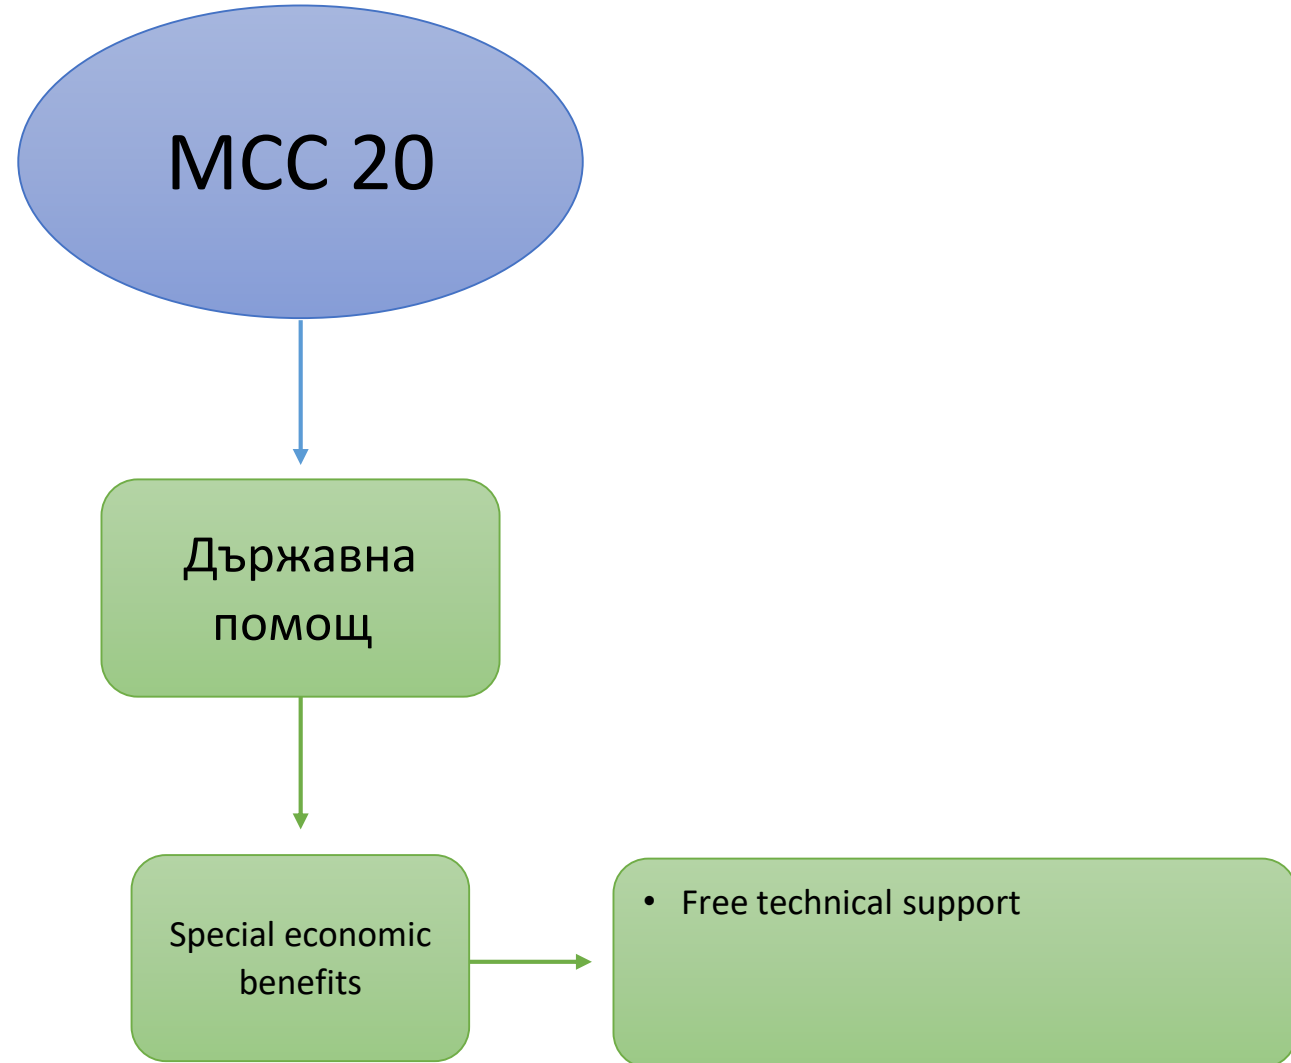 МСС 20
Държавна
помощ
Special economic
benefits
• Free technical support